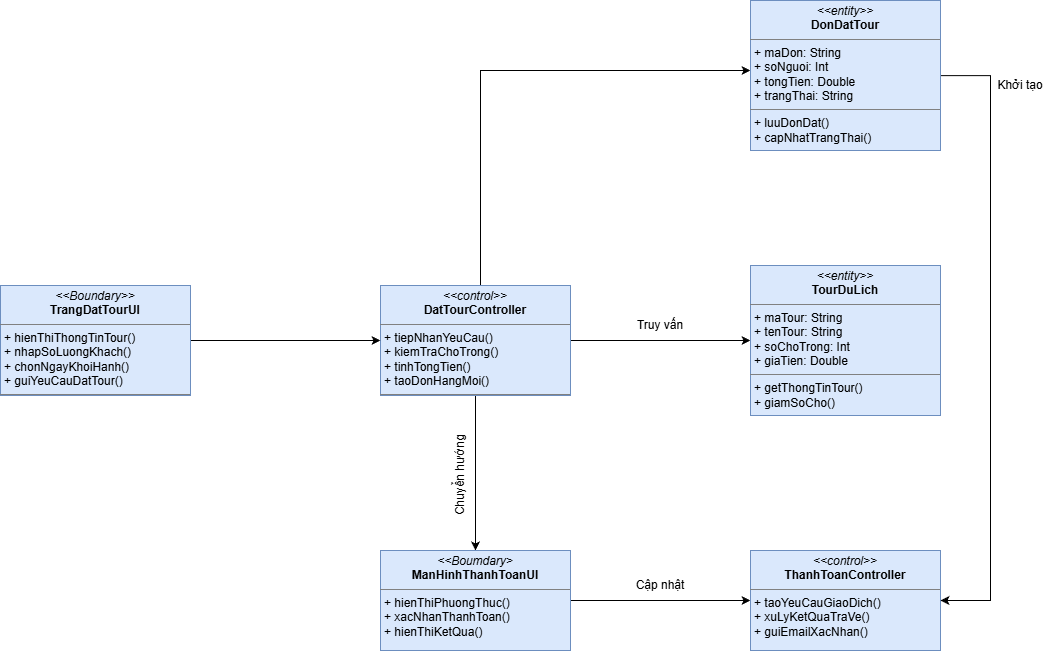 <<entity>>
DonDatTour
+ maDon: String
+ soNguoi: Int
+ tongTien: Double
+ trangThai: String
+ luuDonDat()
+ capNhatTrangThai()
Khởi tạo
<<Boundary>>
TrangDatTourUI
+ hienThiThongTinTour()
+ nhapSoLuongKhach()
+ chonNgayKhoiHanh()
+ guiYeuCauDatTour()
<<control>>
DatTourController
+ tiepNhanYeuCau()
+ kiemTraChoTrong()
+ tinhTongTien()
+ taoDonHangMoi()
Truy vấn
<<entity>>
TourDuLich
+ maTour: String
+ tenTour: String
+ soChoTrong: Int
+ giaTien: Double
+ getThongTinTour()
+ giamSoCho()
Chuyển hướng
<<Boumdary>
ManHinhThanhToanUI
+ hienThiPhuongThuc()
+ xacNhanThanhToan()
+ hienThiKetQua()
Cập nhật
<<control>>
ThanhToanController
+ taoYeuCauGiaoDich()
+ xuLyKetQuaTraVe()
+ guiEmailXacNhan()